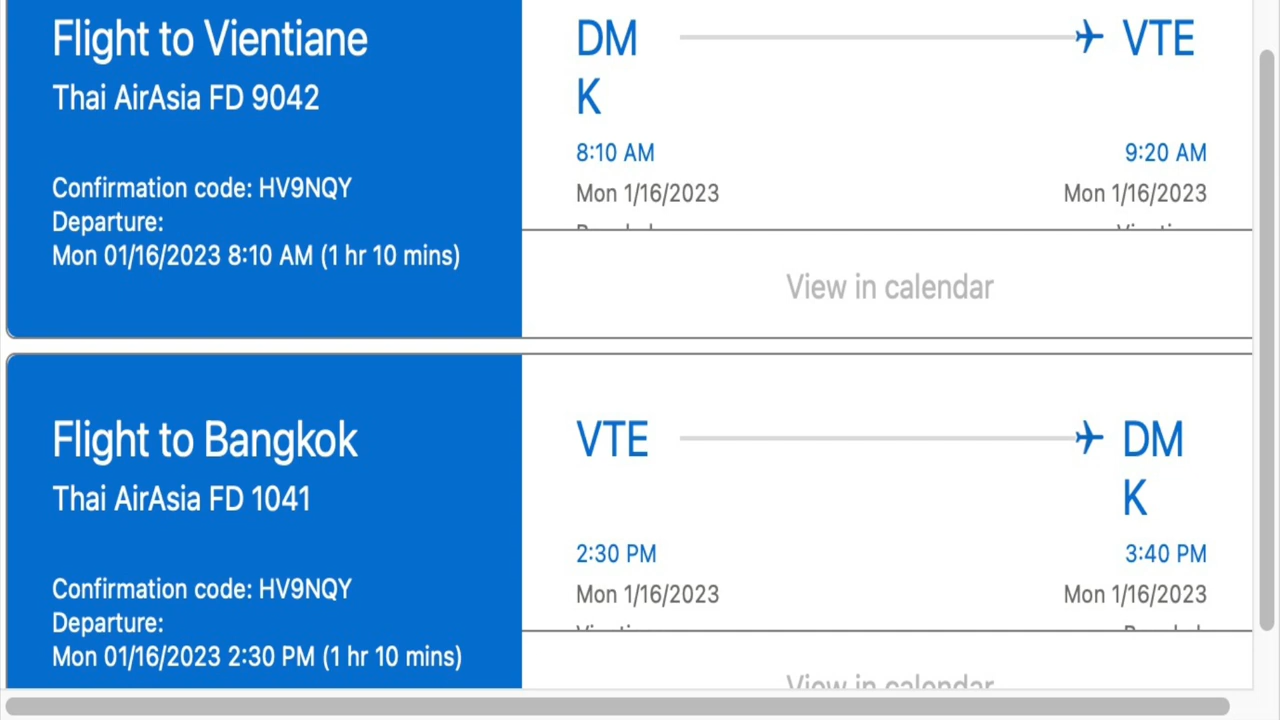 Flight to Vientiane
Thai AirAsia FD 9042
Confirmation code: HV9NQY
Departure:
Mon 01/16/2023 8:10 AM (1 hr 10 mins)
DM
K
VTE
8:10 AM
9:20 AM
Mon 1/16/2023
Mon 1/16/2023
View in calendar
Flight to Bangkok
Thai AirAsia FD 1041
Confirmation code: HV9NQY
Departure:
Mon 01/16/2023 2:30 PM (1 hr 10 mins)
VTE
DM
K
2:30 PM
3:40 PM
Mon 1/16/2023
Mon 1/16/2023
View in calendar